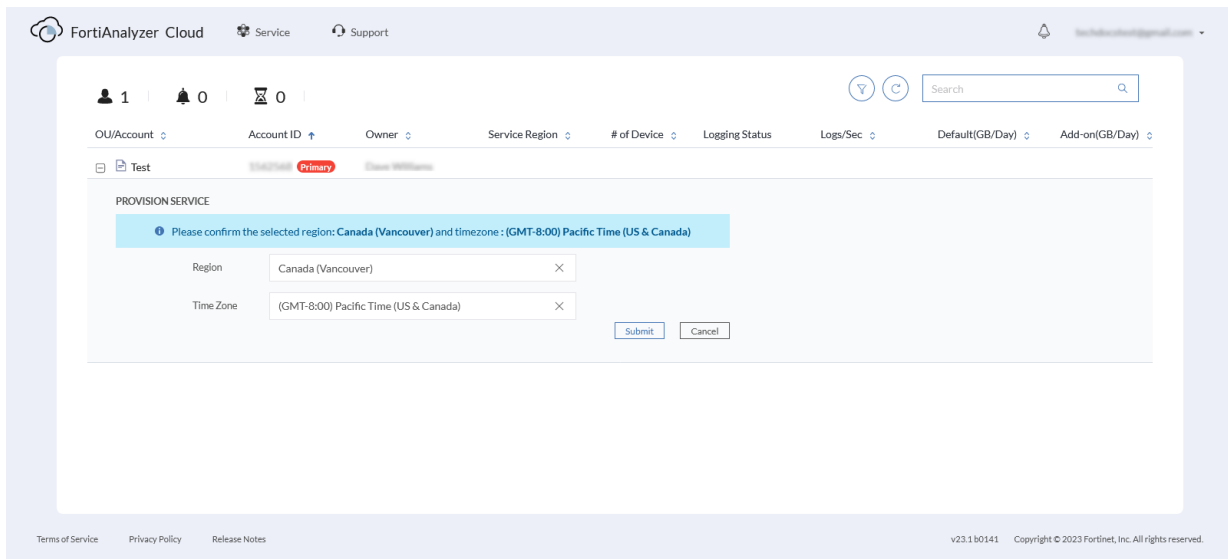 FortiAnalyzer Cloud Service Support
1 0 0 Search
OU/Account Account ID Owner Service Region # of Device Logging Status Logs/Sec Default(GB/Day) Add-on(GB/Day)
Test Primary
PROVISION SERVICE
Please confirm the selected region: Canada (Vancouver) and timezone : (GMT-8:00) Pacific Time (US & Canada)
Region Canada (Vancouver)
Time Zone (GMT-8:00) Pacific Time (US & Canada)
Submit Cancel
Terms of Service Privacy Policy Release Notes v23.1 b0141 Copyright © 2023 Fortinet, Inc. All rights reserved.